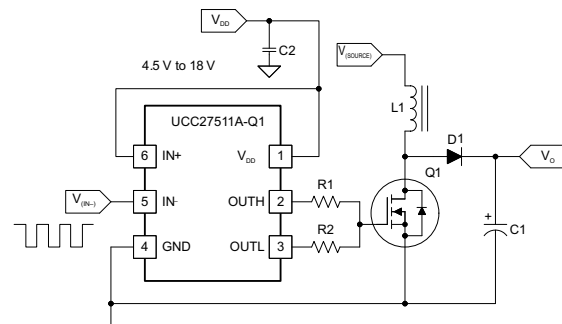 V_DD
C2
4.5 V to 18 V
V_(SOURCE)
L1
UCC27511A-Q1
D1
6 IN+
V_DD 1
Q1
V_O
V_(IN–)
5 IN-
OUTH 2
R1
4 GND
OUTL 3
R2
+
C1